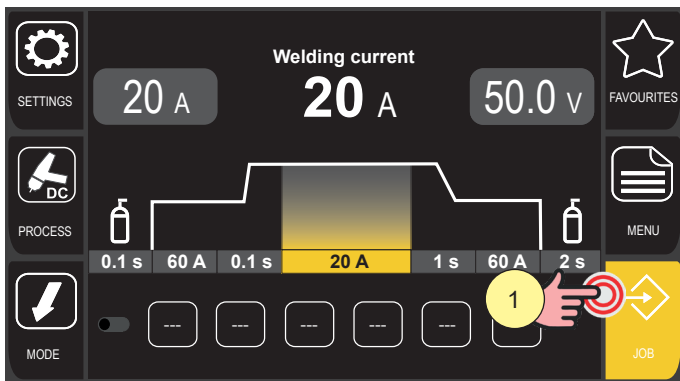 SETTINGS
DC
PROCESS
MODE
Welding current
20 A
20 A
50.0 V
0.1 s
60 A
0.1 s
20 A
1 s
60 A
2 s
---
---
---
---
---
1
FAVOURITES
MENU
JOB